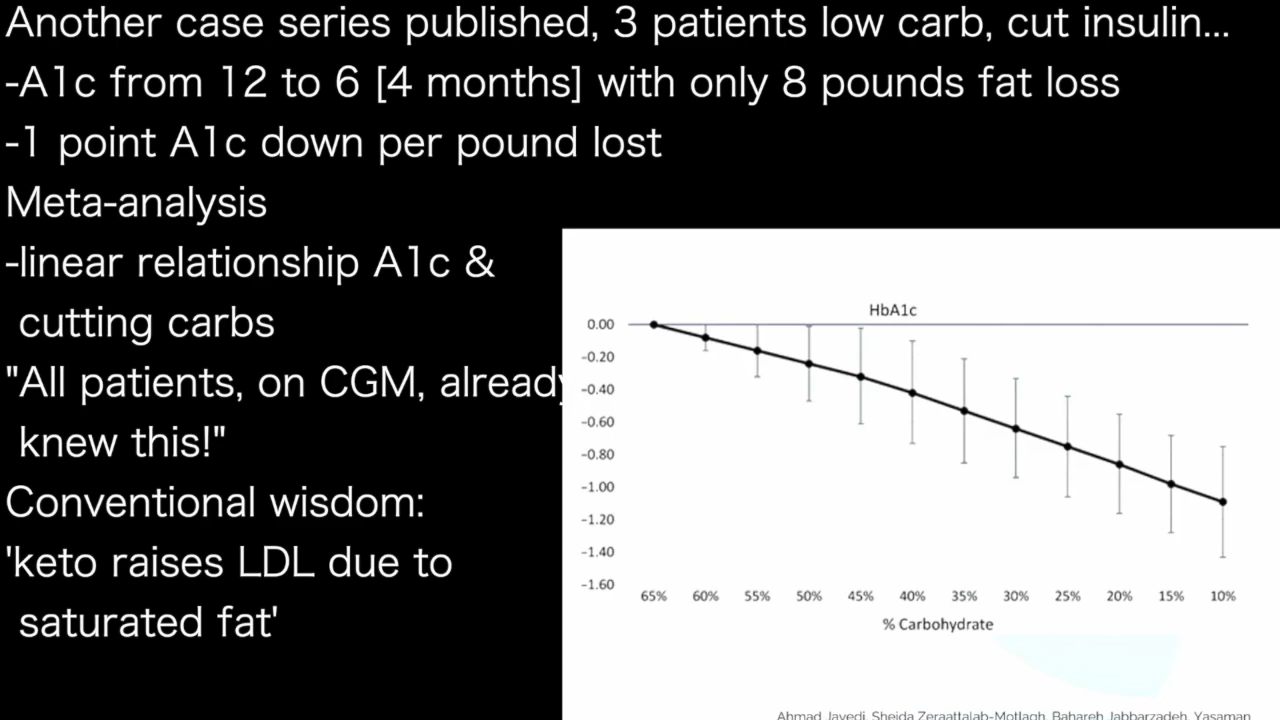 Another case series published, 3 patients low carb, cut insulin...
-A1c from 12 to 6 [4 months] with only 8 pounds fat loss
-1 point A1c down per pound lost
Meta-analysis
-linear relationship A1c &
cutting carbs
"All patients, on CGM, already
knew this!"
Conventional wisdom:
'keto raises LDL due to
saturated fat'
HbA1c
0.00
-0.20
-0.40
-0.60
-0.80
-1.00
-1.20
-1.40
-1.60
65% 60% 55% 50% 45% 40% 35% 30% 25% 20% 15% 10%
% Carbohydrate
Ahmad Jayedi, Sheida Zeraattalab-Motlagh, Bahareh Jabbarzadeh, Yasaman